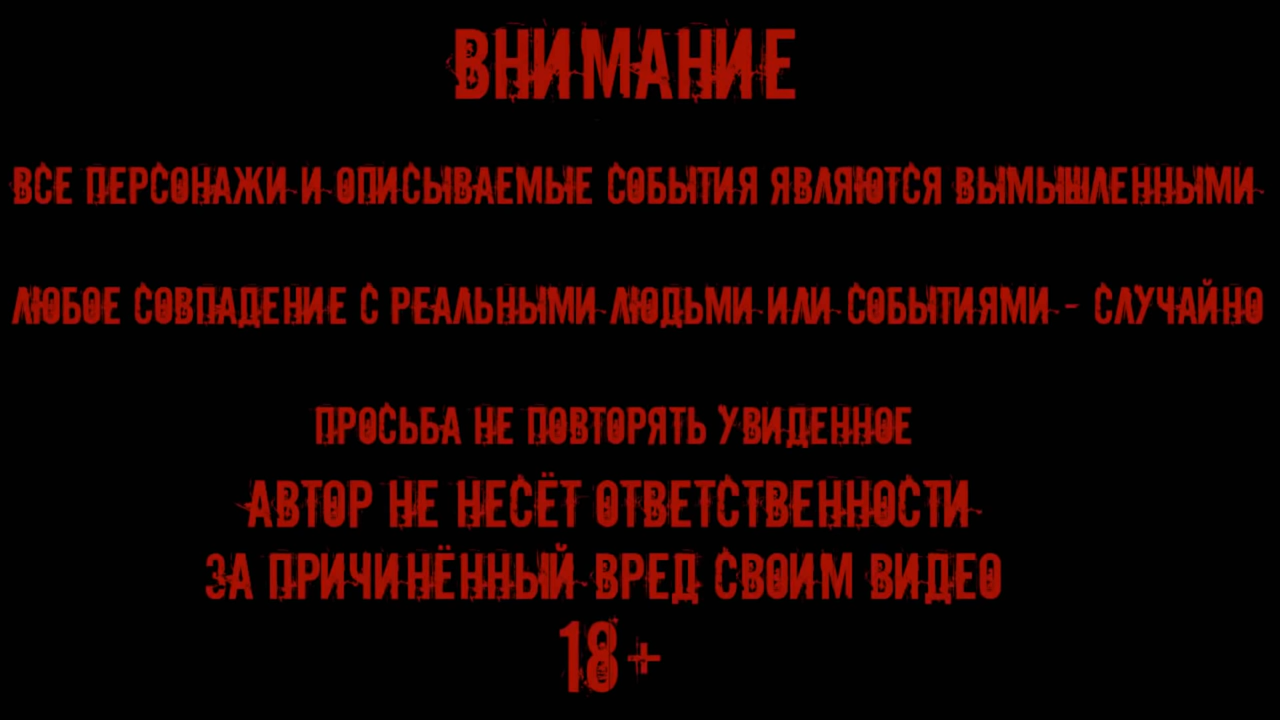 ВНИМАНИЕ
ВСЕ ПЕРСОНАЖИ И ОПИСЫВАЕМЫЕ СОБЫТИЯ ЯВЛЯЮТСЯ ВЫМЫШЛЕННЫМИ
ЛЮБОЕ СОВПАДЕНИЕ С РЕАЛЬНЫМИ ЛЮДЬМИ ИЛИ СОБЫТИЯМИ - СЛУЧАЙНО
ПРОСЬБА НЕ ПОВТОРЯТЬ УВИДЕННОЕ
АВТОР НЕ НЕСЁТ ОТВЕТСТВЕННОСТИ
ЗА ПРИЧИНЁННЫЙ ВРЕД СВОИМ ВИДЕО
18+